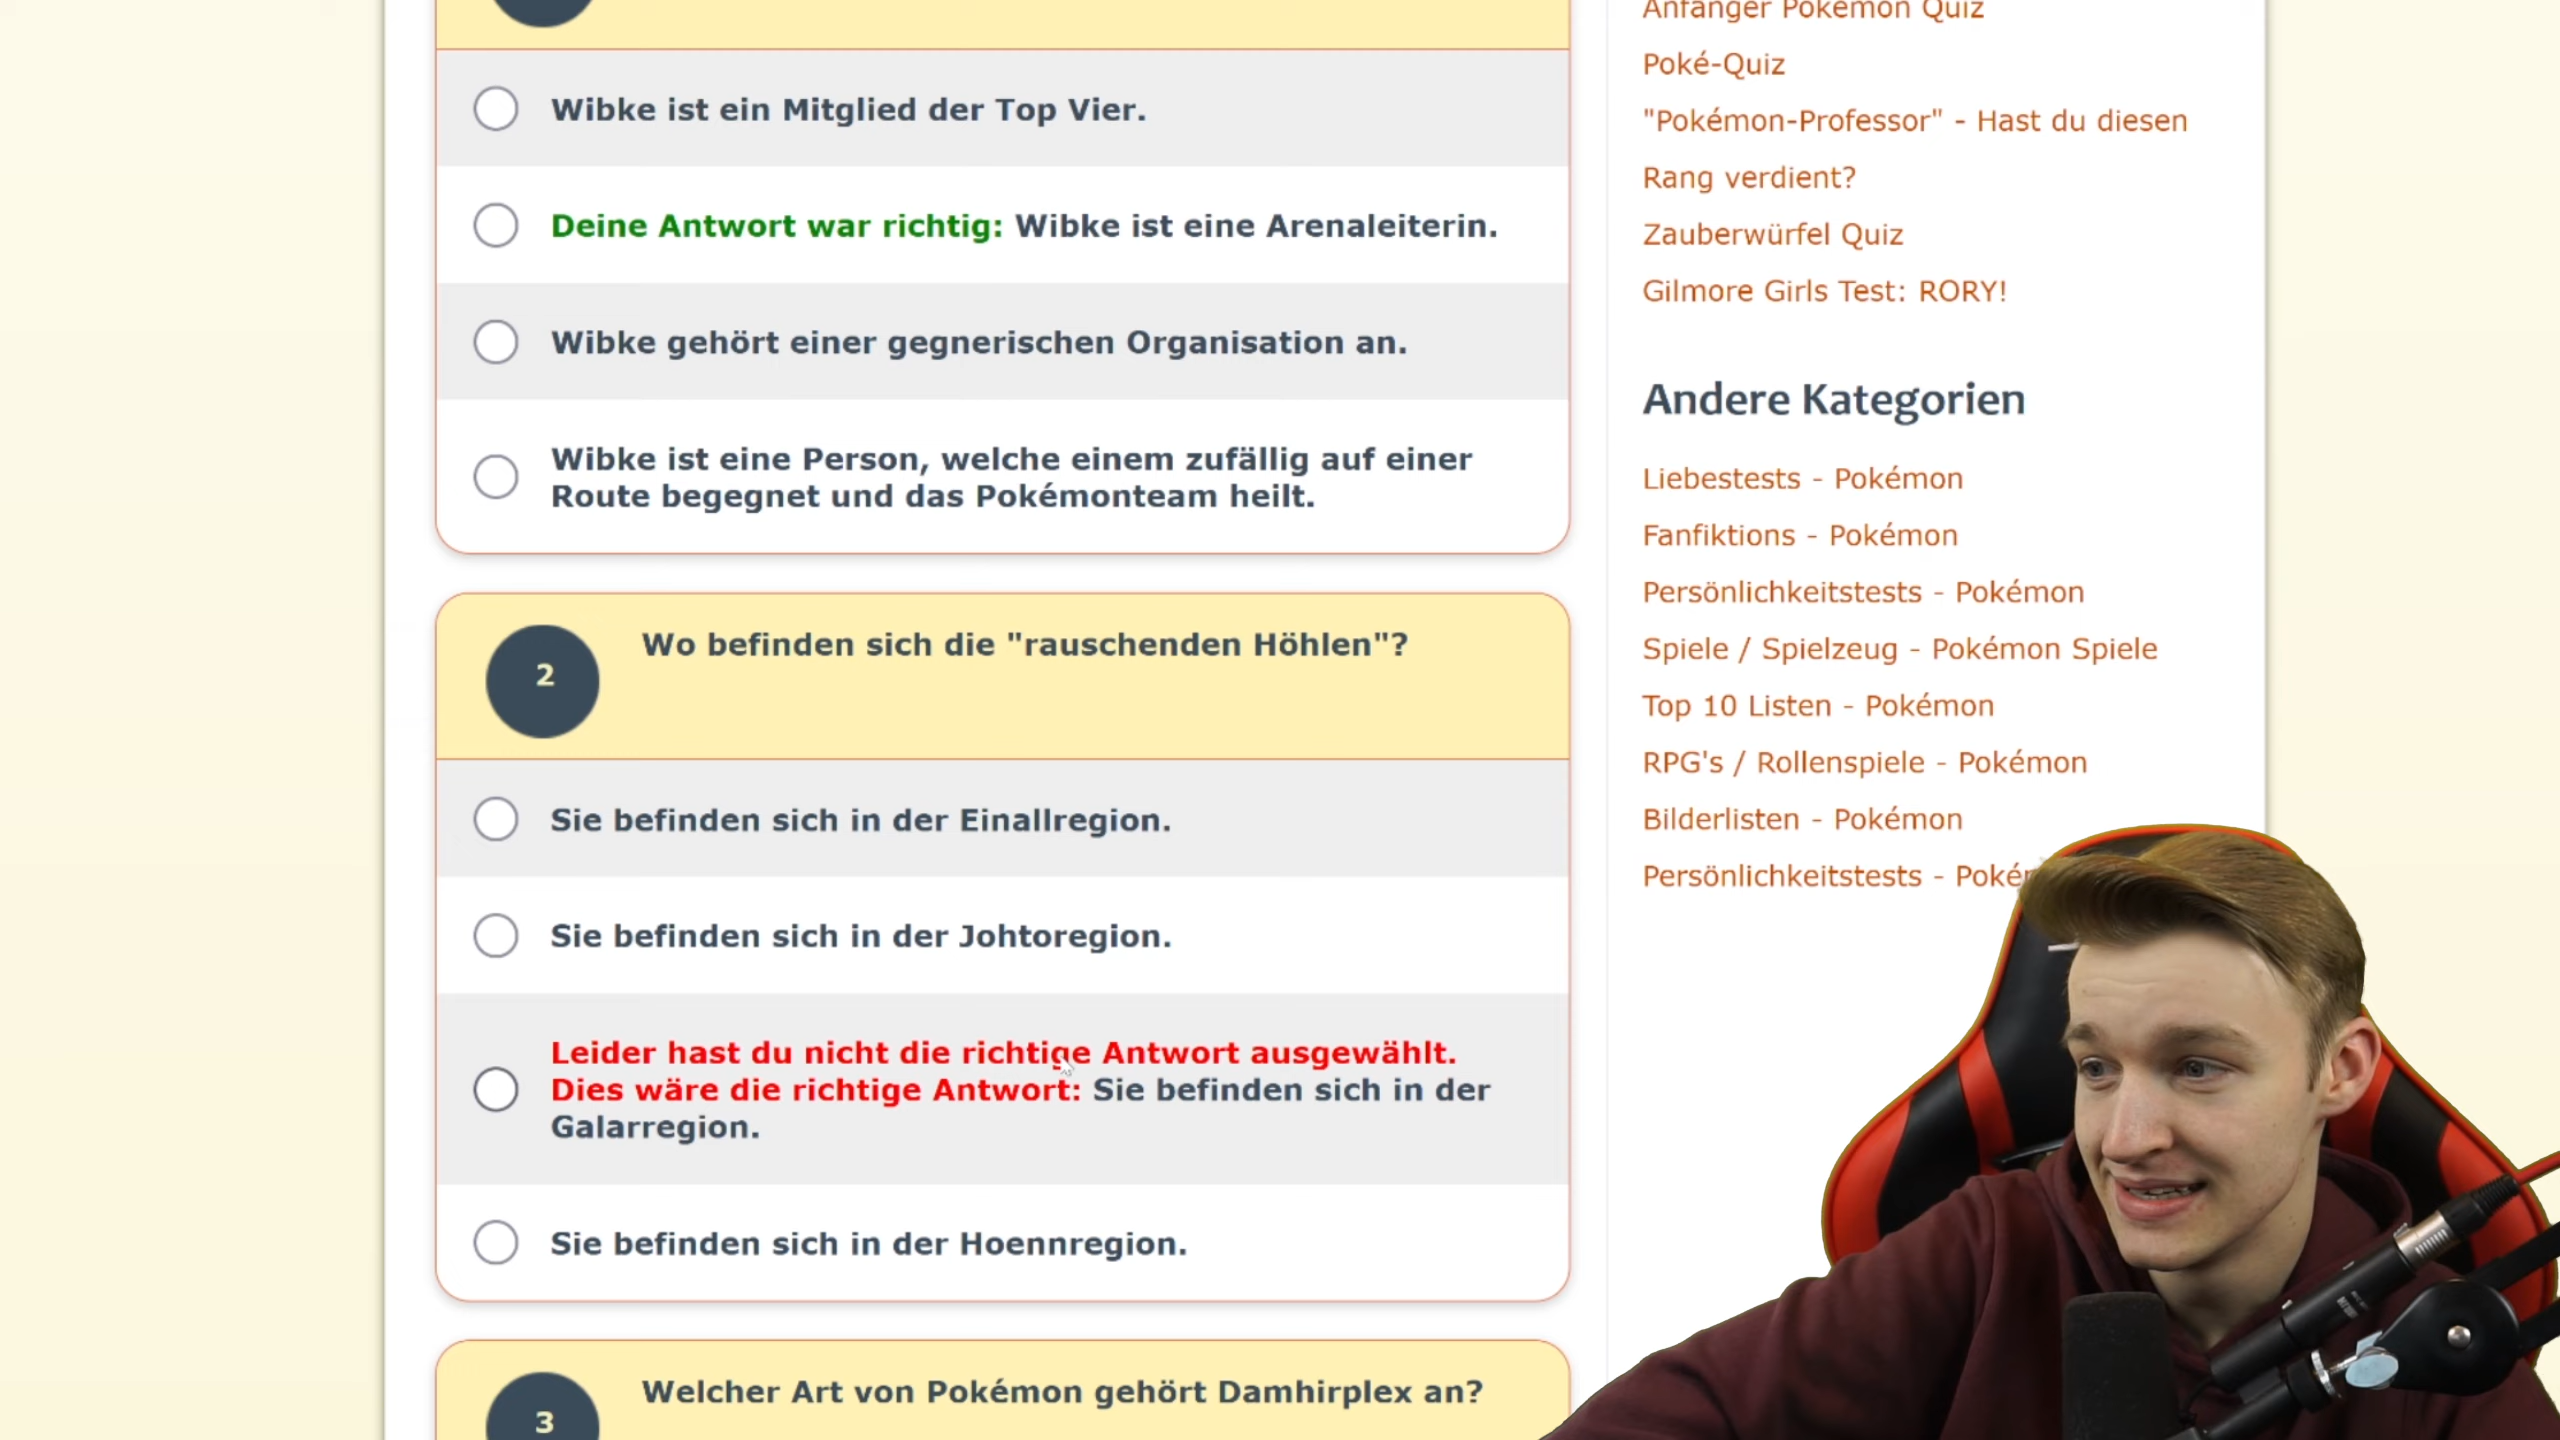 Wibke ist ein Mitglied der Top Vier.
Deine Antwort war richtig: Wibke ist eine Arenaleiterin.
Wibke gehört einer gegnerischen Organisation an.
Wibke ist eine Person, welche einem zufällig auf einer
Route begegnet und das Pokémonteam heilt.
2
Wo befinden sich die "rauschenden Höhlen"?
Sie befinden sich in der Einallregion.
Sie befinden sich in der Johtoregion.
Leider hast du nicht die richtige Antwort ausgewählt.
Dies wäre die richtige Antwort: Sie befinden sich in der
Galarregion.
Sie befinden sich in der Hoennregion.
3
Welcher Art von Pokémon gehört Damhirplex an?
Anfänger Pokémon Quiz
Poké-Quiz
"Pokémon-Professor" - Hast du diesen
Rang verdient?
Zauberwürfel Quiz
Gilmore Girls Test: RORY!
Andere Kategorien
Liebestests - Pokémon
Fanfiktions - Pokémon
Persönlichkeitstests - Pokémon
Spiele / Spielzeug - Pokémon Spiele
Top 10 Listen - Pokémon
RPG's / Rollenspiele - Pokémon
Bilderlisten - Pokémon
Persönlichkeitstests -